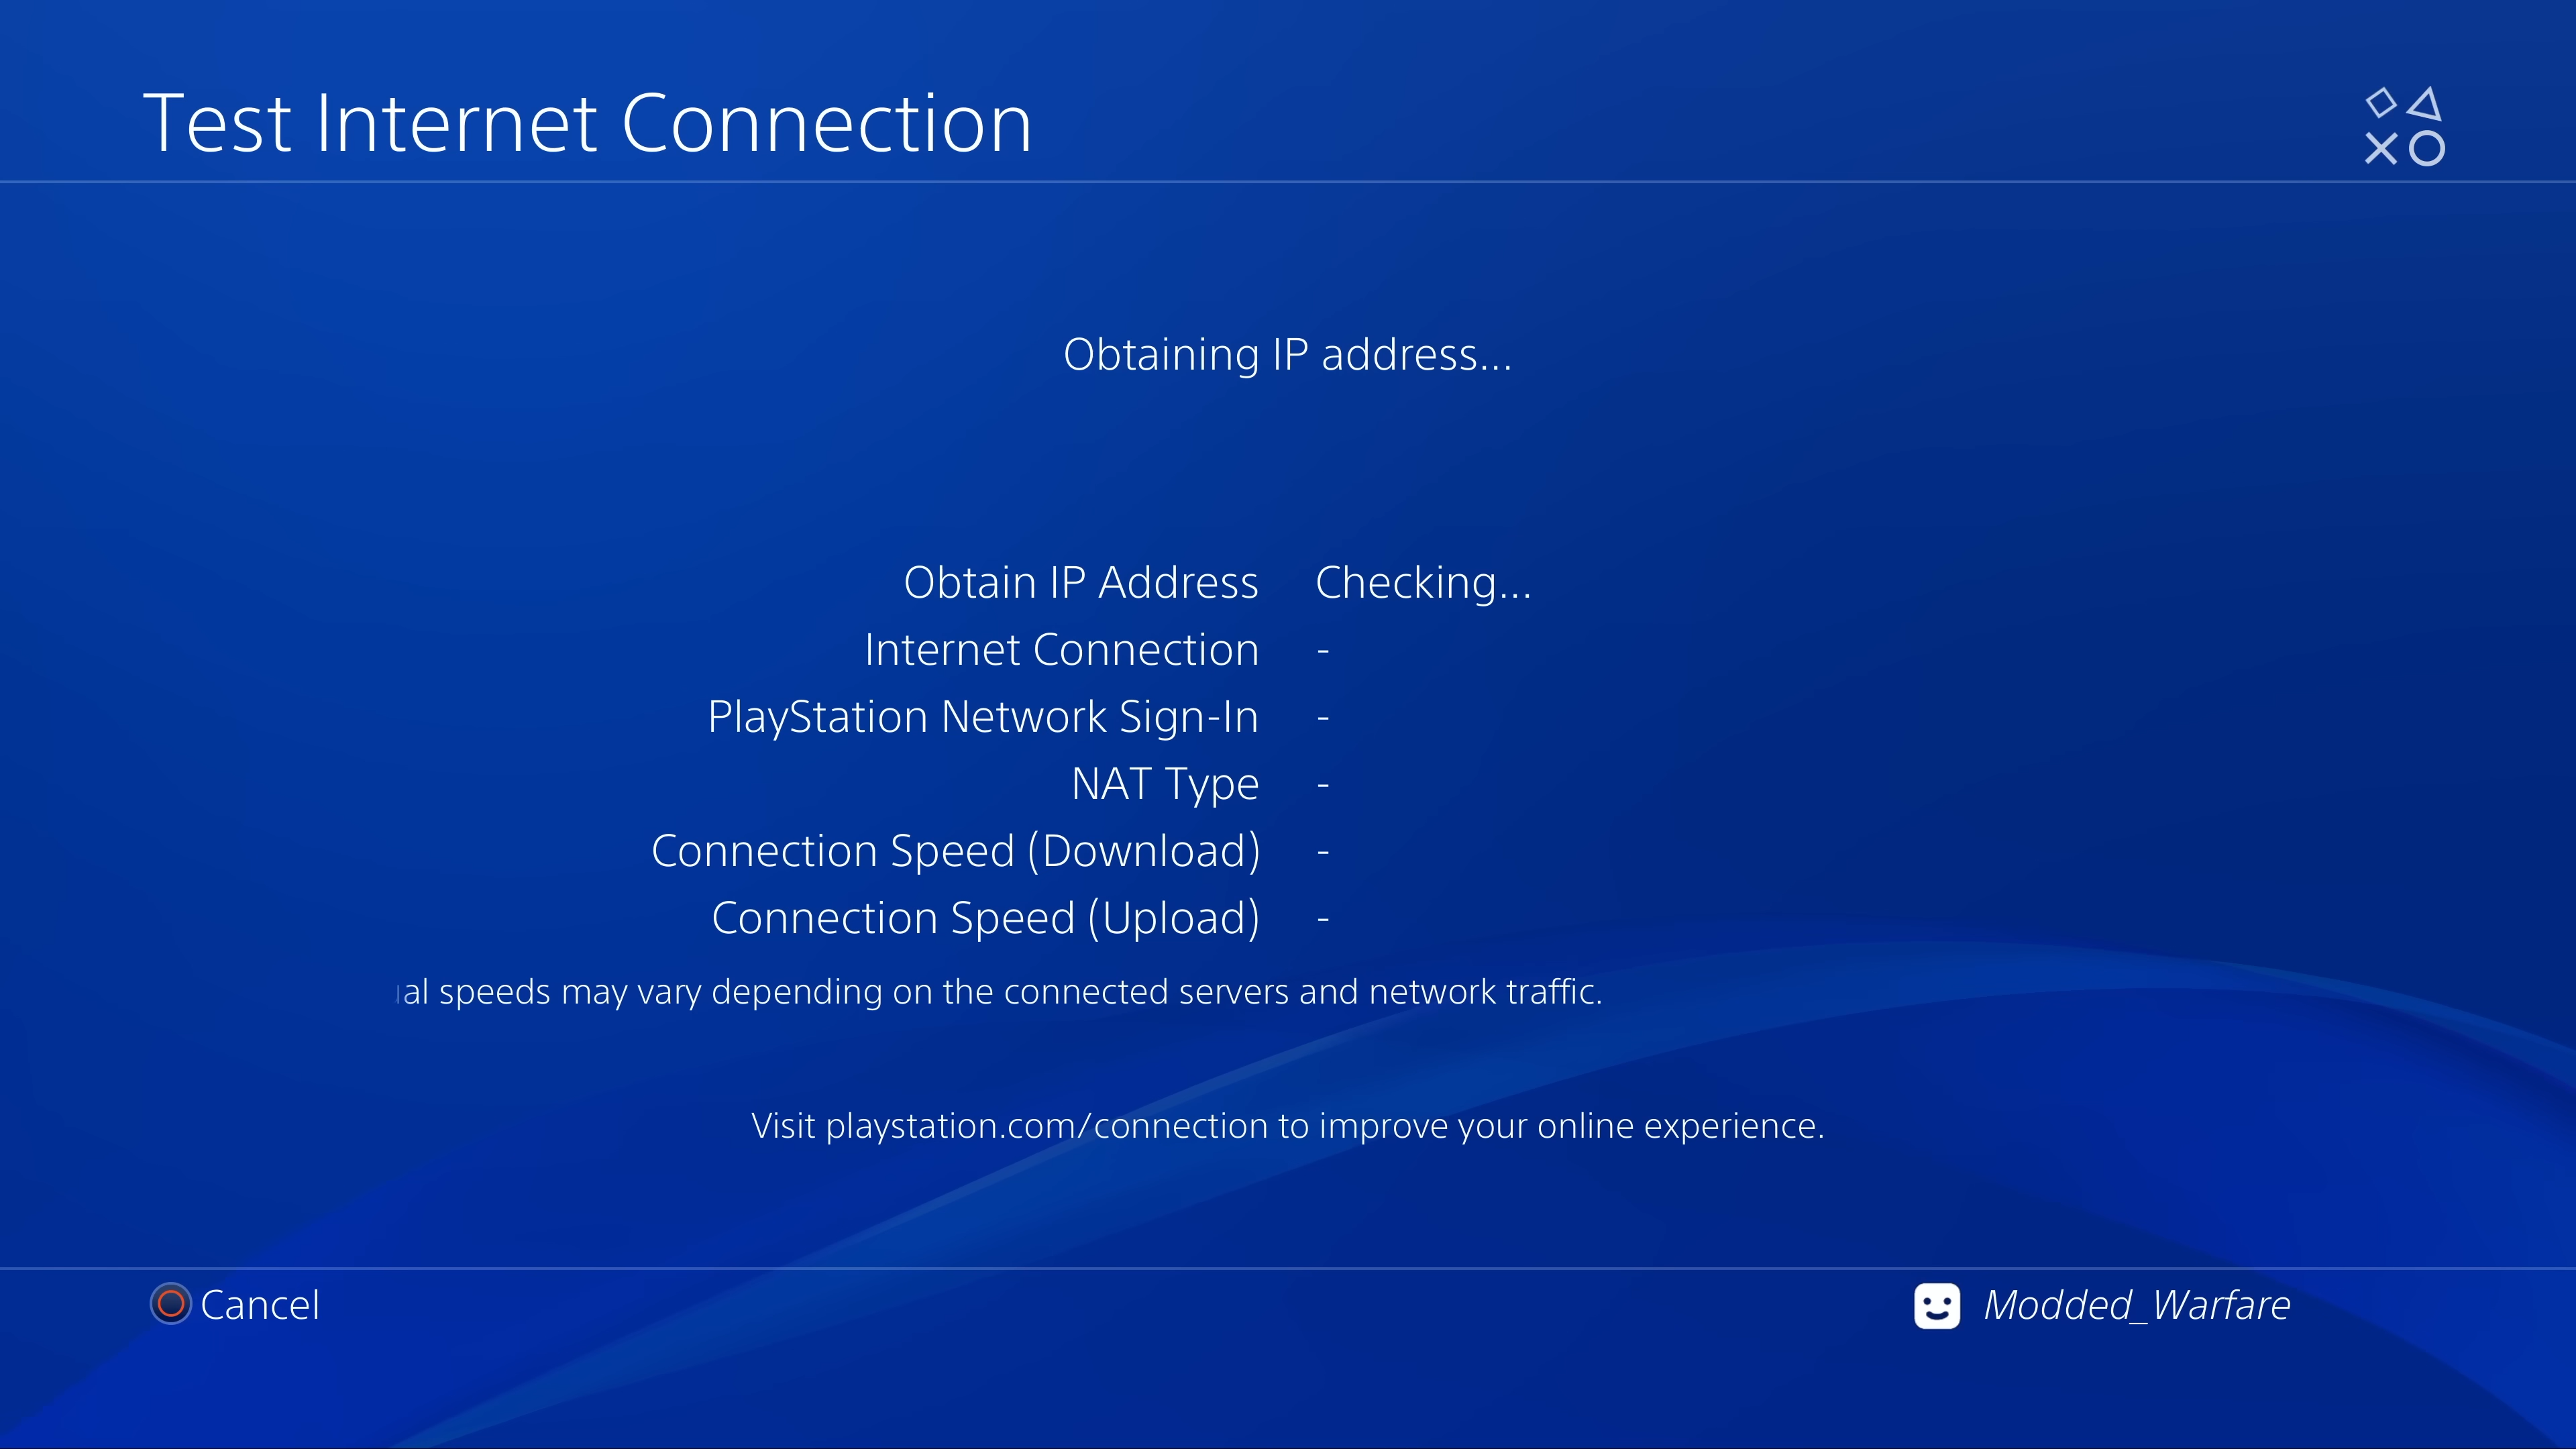 Test Internet Connection
Obtaining IP address...
Obtain IP Address Checking...
Internet Connection -
PlayStation Network Sign-In -
NAT Type -
Connection Speed (Download) -
Connection Speed (Upload) -
speeds may vary depending on the connected servers and network traffic.
Visit playstation.com/connection to improve your online experience.
Cancel
Modded_Warfare